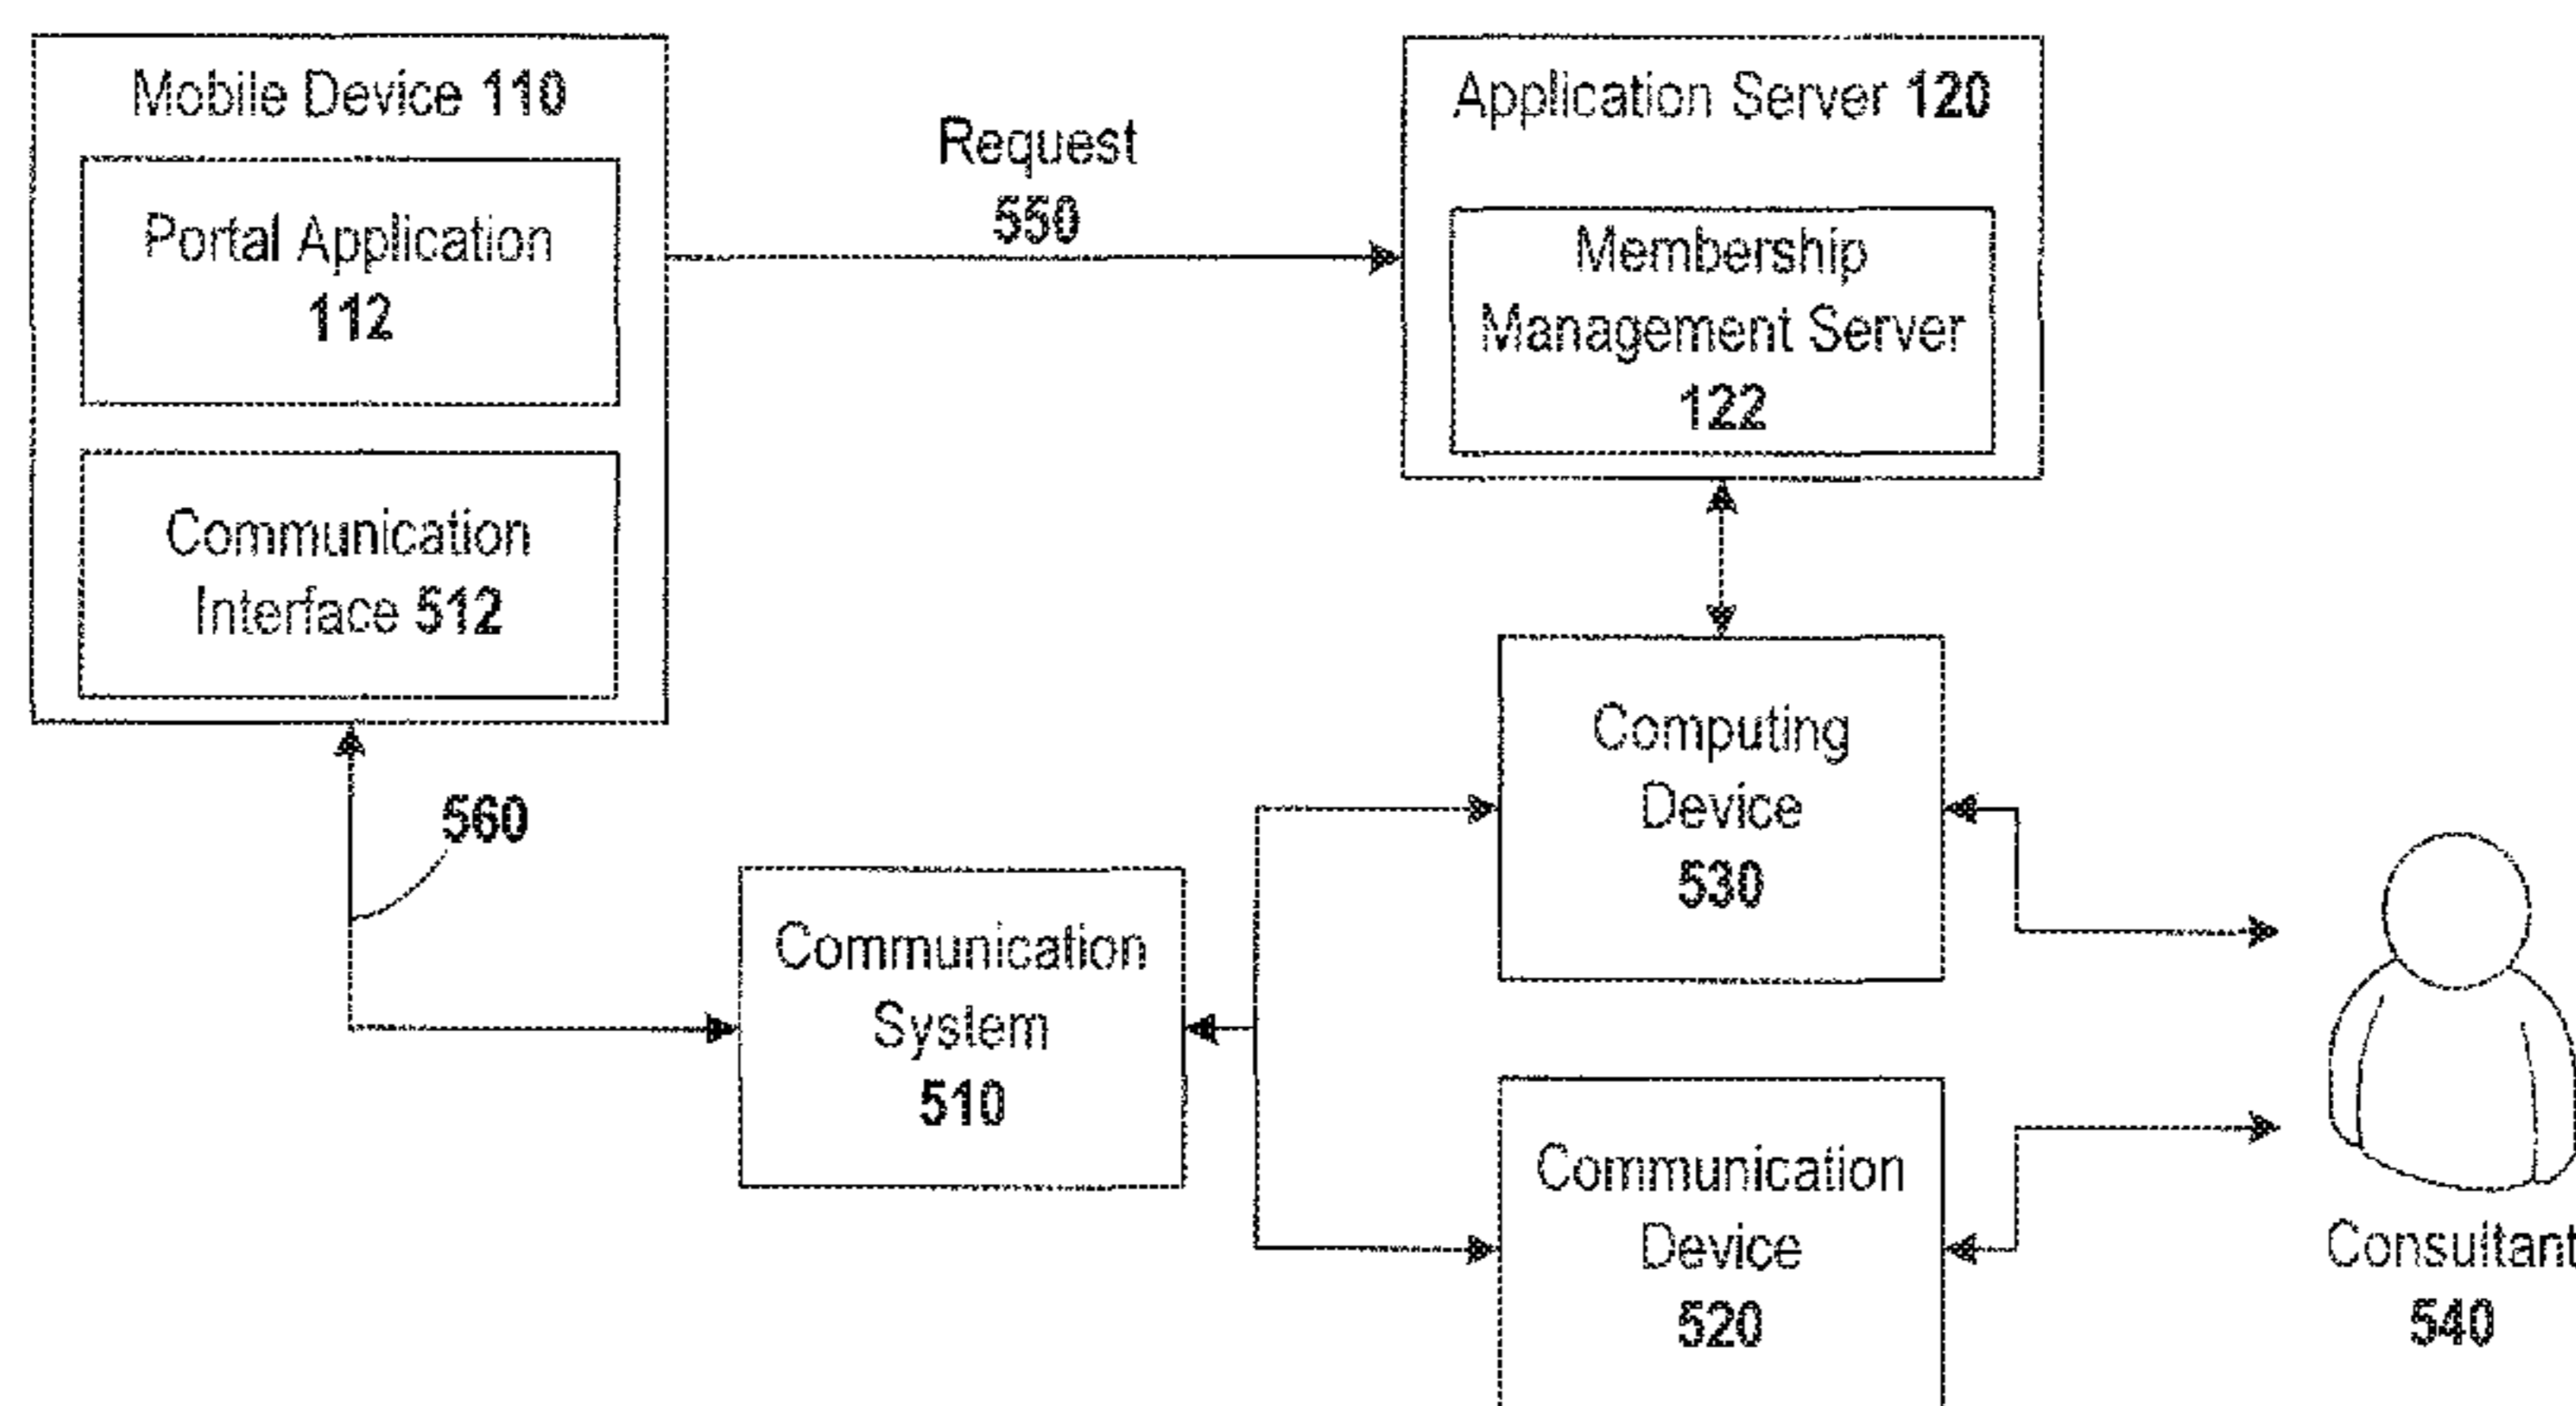 Mobile Device 110
Portal Application
112
Communication
Interface 512
Request
550
Application Server 120
Membership
Management Server
122
560
Communication
System
510
Computing
Device
530
Communication
Device
520
Consultant
540